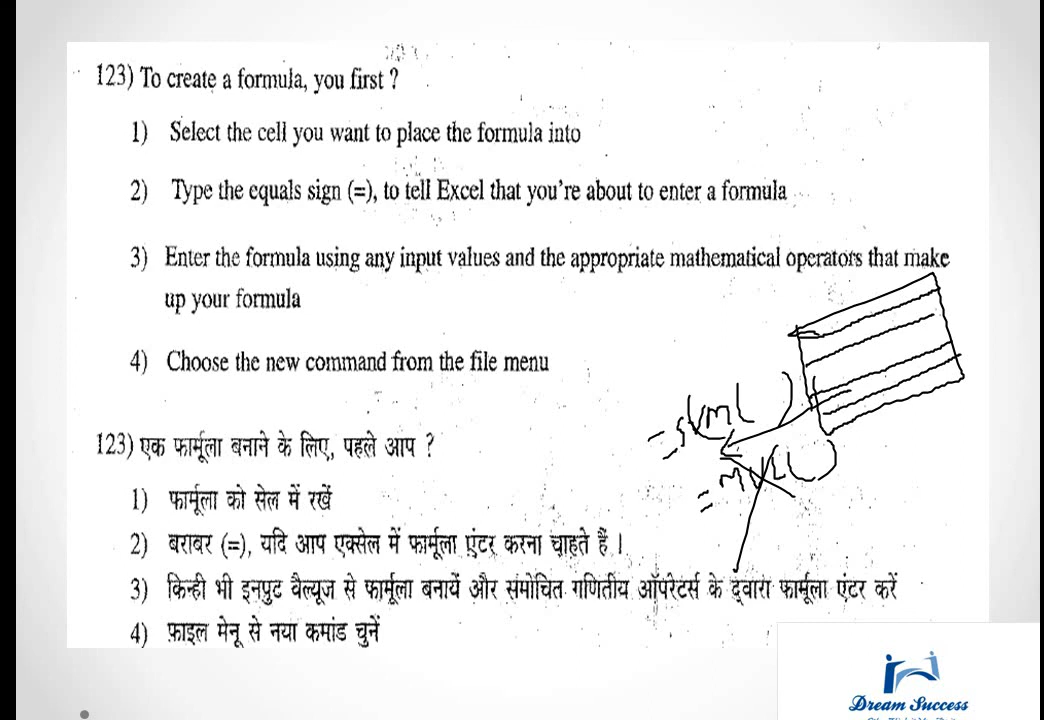 123) To create a formula, you first ?
1) Select the cell you want to place the formula into
2) Type the equals sign (=), to tell Excel that you're about to enter a formula
3) Enter the formula using any input values and the appropriate mathematical operators that make
up your formula
4) Choose the new command from the file menu
=sum( )
123) एक फार्मूला बनाने के लिए, पहले आप ?
1) फार्मूला को सेल में रखें
2) बराबर (=), यदि आप एक्सेल में फार्मूला एंटर करना चाहते हैं ।
3) किन्ही भी इनपुट वैल्यूज से फार्मूला बनायें और संमोचित गणितीय ऑपरेटर्स के द्वारा फार्मूला एंटर करें
4) फ़ाइल मेनू से नया कमांड चुनें
Dream Success